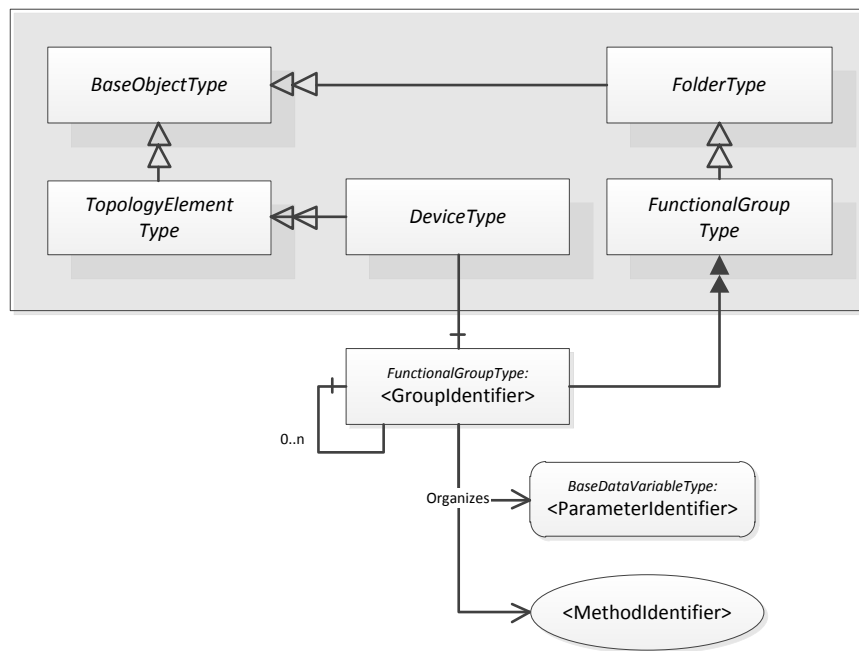 BaseObjectType
FolderType
TopologyElement
Type
DeviceType
FunctionalGroup
Type
FunctionalGroupType:
<GroupIdentifier>
0..n
Organizes
BaseDataVariableType:
<ParameterIdentifier>
<MethodIdentifier>